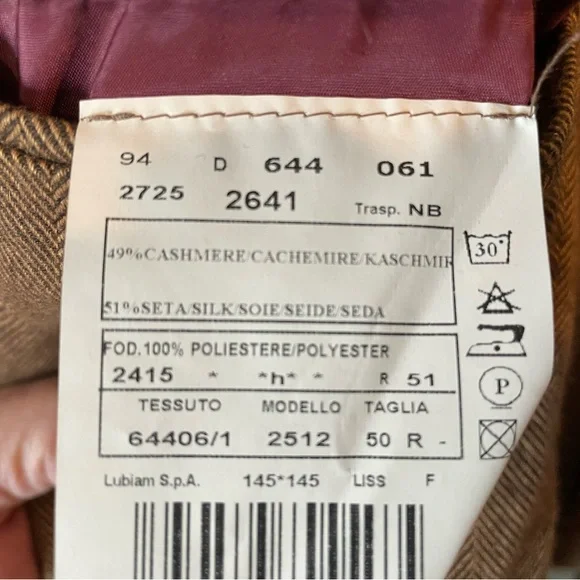 94 D 644 061
2725 2641 Trasp. NB
49%CASHMERE/CACHEMIRE/KASCHMIR
30°
51%SETA/SILK/SOIE/SEIDE/SEDA
FOD.100% POLIESTERE/POLYESTER
2415 * *h* * R 51
P
TESSUTO MODELLO TAGLIA
64406/1 2512 50 R -
Lubiam S.p.A. 145*145 LISS F